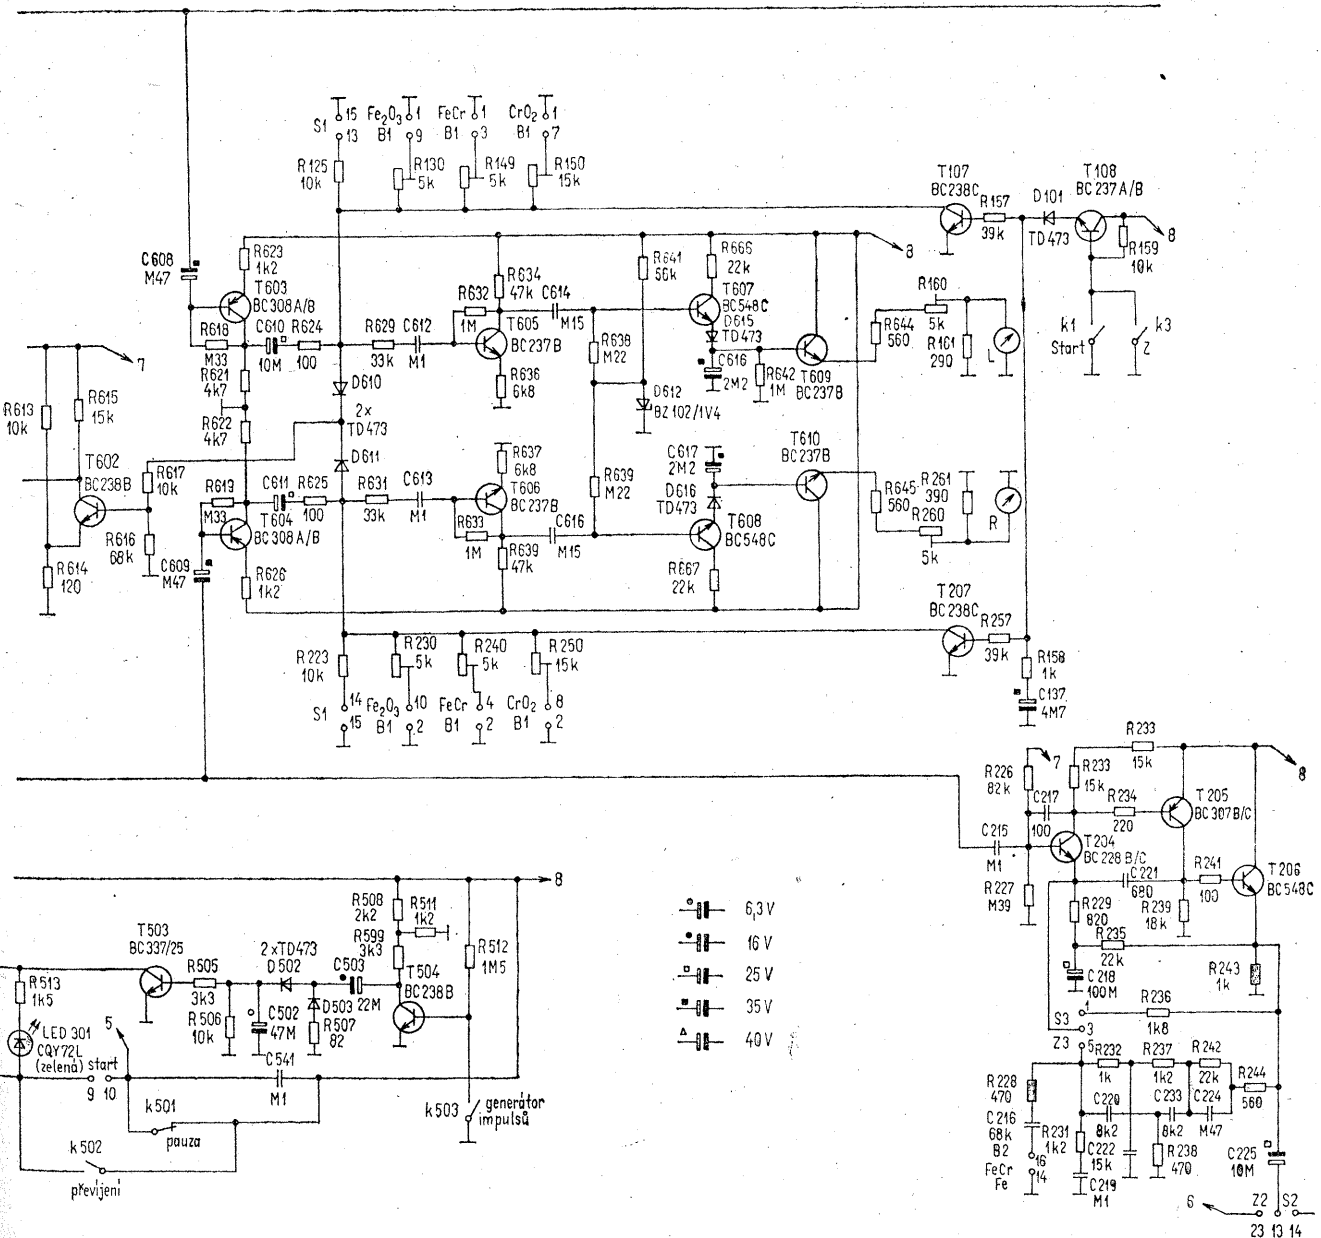 S1
15
13
Fe₂O₃
B1
1
9
FeCr
B1
1
3
CrO₂
B1
1
7
R125
10k
R130
5k
R149
5k
R150
15k
T107
BC238C
R157
39k
D101
TD473
T108
BC237A/B
R159
10k
8
C608
M47
R623
1k2
T603
BC308A/B
R634
47k
R632
1M
C614
M15
R641
56k
R666
22k
8
T607
BC548C
D615
TD473
R160
5k
R644
560
R161
290
L
k1
Start
k3
Z
R618
M33
C610
10M
R624
100
R629
33k
C612
M1
T605
BC237B
R638
M22
C616
2M2
R642
1M
T609
BC237B
7
R621
4k7
R636
6k8
D610
D612
BZ102/1V4
R613
10k
R615
15k
R622
4k7
2x
TD473
T602
BC238B
R617
10k
D611
R637
6k8
C617
2M2
T610
BC237B
R619
M33
C611
10M
R625
100
R631
33k
C613
M1
T606
BC237B
R639
M22
D616
TD473
R645
560
R261
390
R260
5k
R
T604
BC308A/B
R633
1M
C616
M15
T608
BC548C
R616
68k
C609
M47
R639
47k
R614
120
R626
1k2
R667
22k
T207
BC238C
R257
39k
R223
10k
R230
5k
R240
5k
R250
15k
R158
1k
C137
4M7
S1
14
15
Fe₂O₃
B1
10
2
FeCr
B1
4
2
CrO₂
B1
8
2
R233
15k
R226
82k
7
R233
15k
8
C217
100
R234
220
T205
BC307B/C
C215
M1
T204
BC228B/C
C221
680
R241
100
T206
BC548C
R227
M39
R229
820
R239
18k
R235
22k
C218
100M
R243
1k
S3
1
3
Z3
5
R236
1k8
R232
1k
R237
1k2
R242
22k
R244
560
R228
470
C216
68k
B2
FeCr
Fe
16
14
R231
1k2
C220
8k2
C233
8k2
C224
M47
C222
15k
R238
470
C219
M1
C225
10M
6
Z2
S2
23 13 14
8
R508
2k2
R511
1k2
T503
BC337/25
2xTD473
D502
C503
22M
R599
3k3
R512
1M5
T504
BC238B
R505
3k3
R513
1k5
R506
10k
C502
47M
D503
R507
82
LED 301
CQY72L
(zelená)
5
start
9 10
C541
M1
k501
pauza
k502
převíjení
k503
generátor
impulsů
6,3 V
16 V
25 V
35 V
40 V